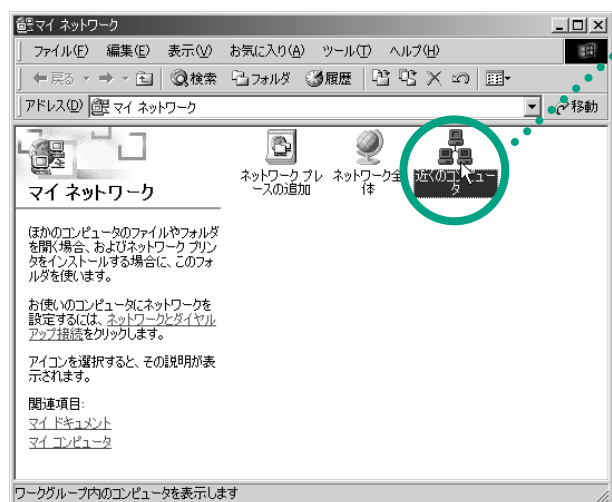 マイ ネットワーク
ファイル(F) 編集(E) 表示(V) お気に入り(A) ツール(T) ヘルプ(H)
戻る 検索 フォルダ 履歴
アドレス(D) マイ ネットワーク 移動
マイ ネットワーク
ネットワーク プレ
ースの追加
ネットワーク全
体
近くのコンピュー
タ
ほかのコンピュータのファイルやフォルダ
を開く場合、およびネットワーク プリン
タをインストールする場合に、このフォ
ルダを使います。
お使いのコンピュータにネットワークを
設定するには、ネットワークとダイヤル
アップ接続をクリックします。
アイコンを選択すると、その説明が表
示されます。
関連項目:
マイ ドキュメント
マイ コンピュータ
ワークグループ内のコンピュータを表示します